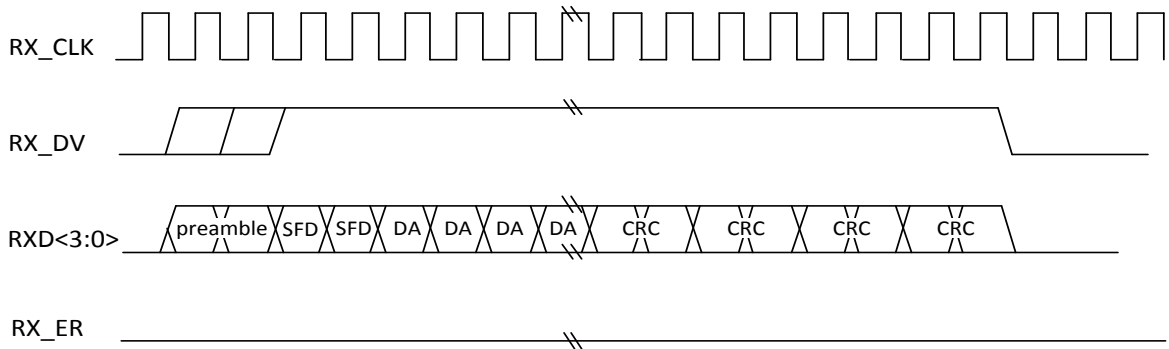 RX_CLK
RX_DV
RXD<3:0> preamble SFD SFD DA DA DA DA CRC CRC CRC CRC
RX_ER